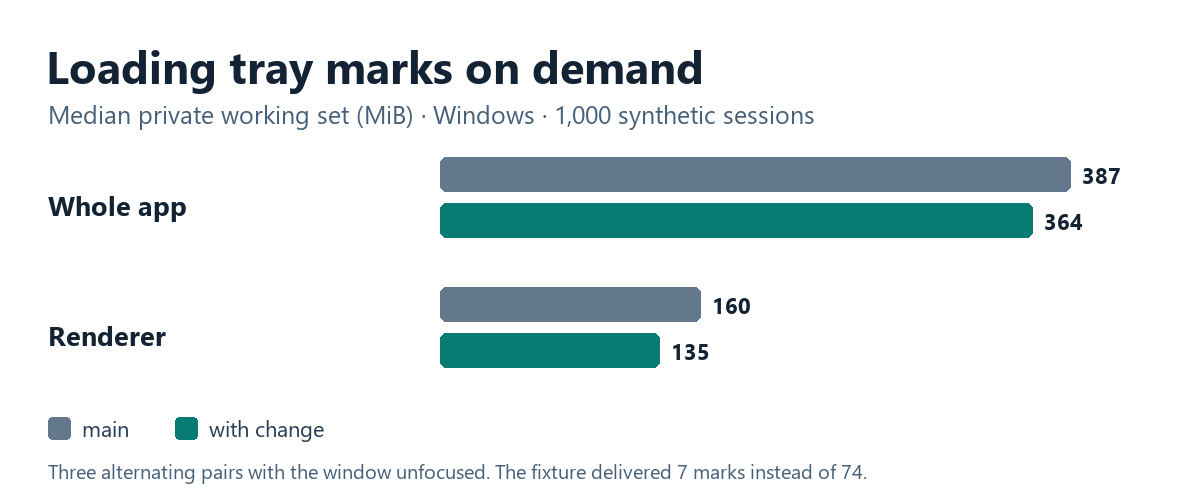 Loading tray marks on demand
Median private working set (MiB) · Windows · 1,000 synthetic sessions
387
Whole app
364
160
Renderer
135
main
with change
Three alternating pairs with the window unfocused. The fixture delivered 7 marks instead of 74.